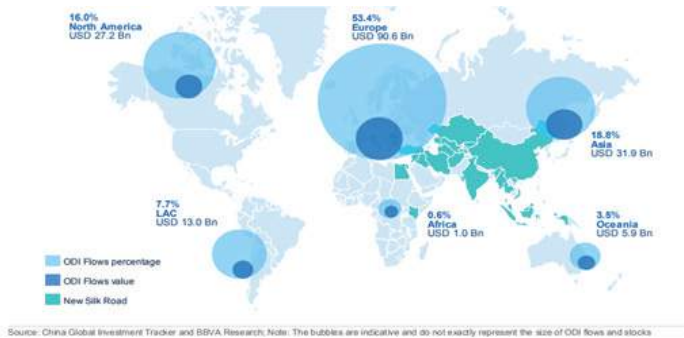 16.0%
North America
USD 27.2 Bn
53.4%
Europe
USD 90.6 Bn
18.8%
Asia
USD 31.9 Bn
7.7%
LAC
USD 13.0 Bn
0.6%
Africa
USD 1.0 Bn
3.5%
Oceania
USD 5.9 Bn
ODI Flows percentage
ODI Flows value
New Silk Road
Source: China Global Investment Tracker and BBVA Research; Note: The bubbles are indicative and do not exactly represent the size of ODI flows and stocks